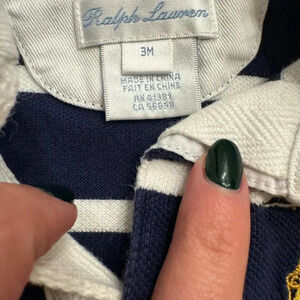 Ralph Lauren
3M
MADE IN CHINA
FAIT EN CHINE
RN 41381
CA 56658